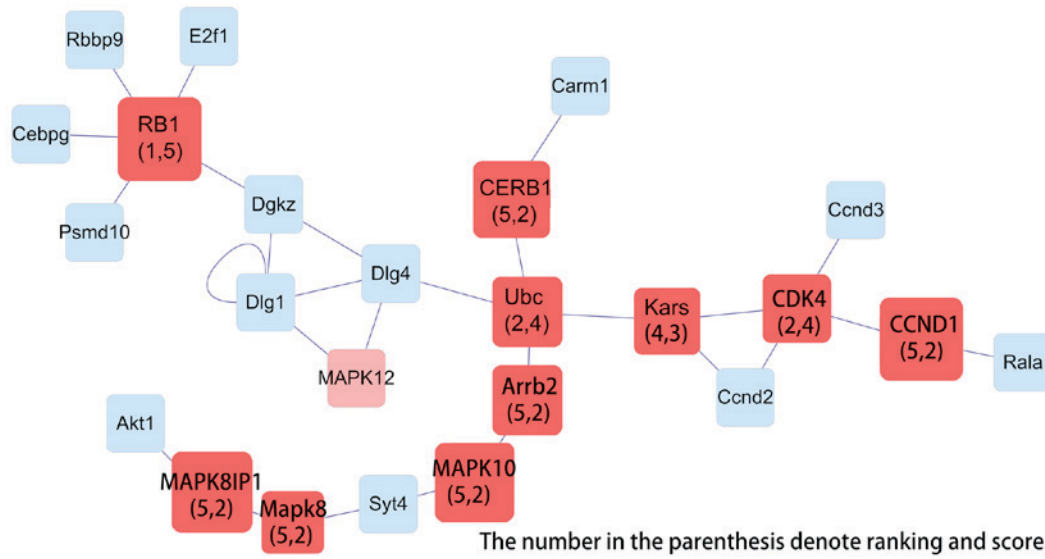 Rbbp9
E2f1
Cebpg
RB1
(1,5)
Psmd10
Dgkz
Dlg4
Dlg1
MAPK12
Carm1
CERB1
(5,2)
Ubc
(2,4)
Kars
(4,3)
Ccnd3
CDK4
(2,4)
CCND1
(5,2)
Rala
Ccnd2
Arrb2
(5,2)
Akt1
MAPK8IP1
(5,2)
Mapk8
(5,2)
Syt4
MAPK10
(5,2)
The number in the parenthesis denote ranking and score